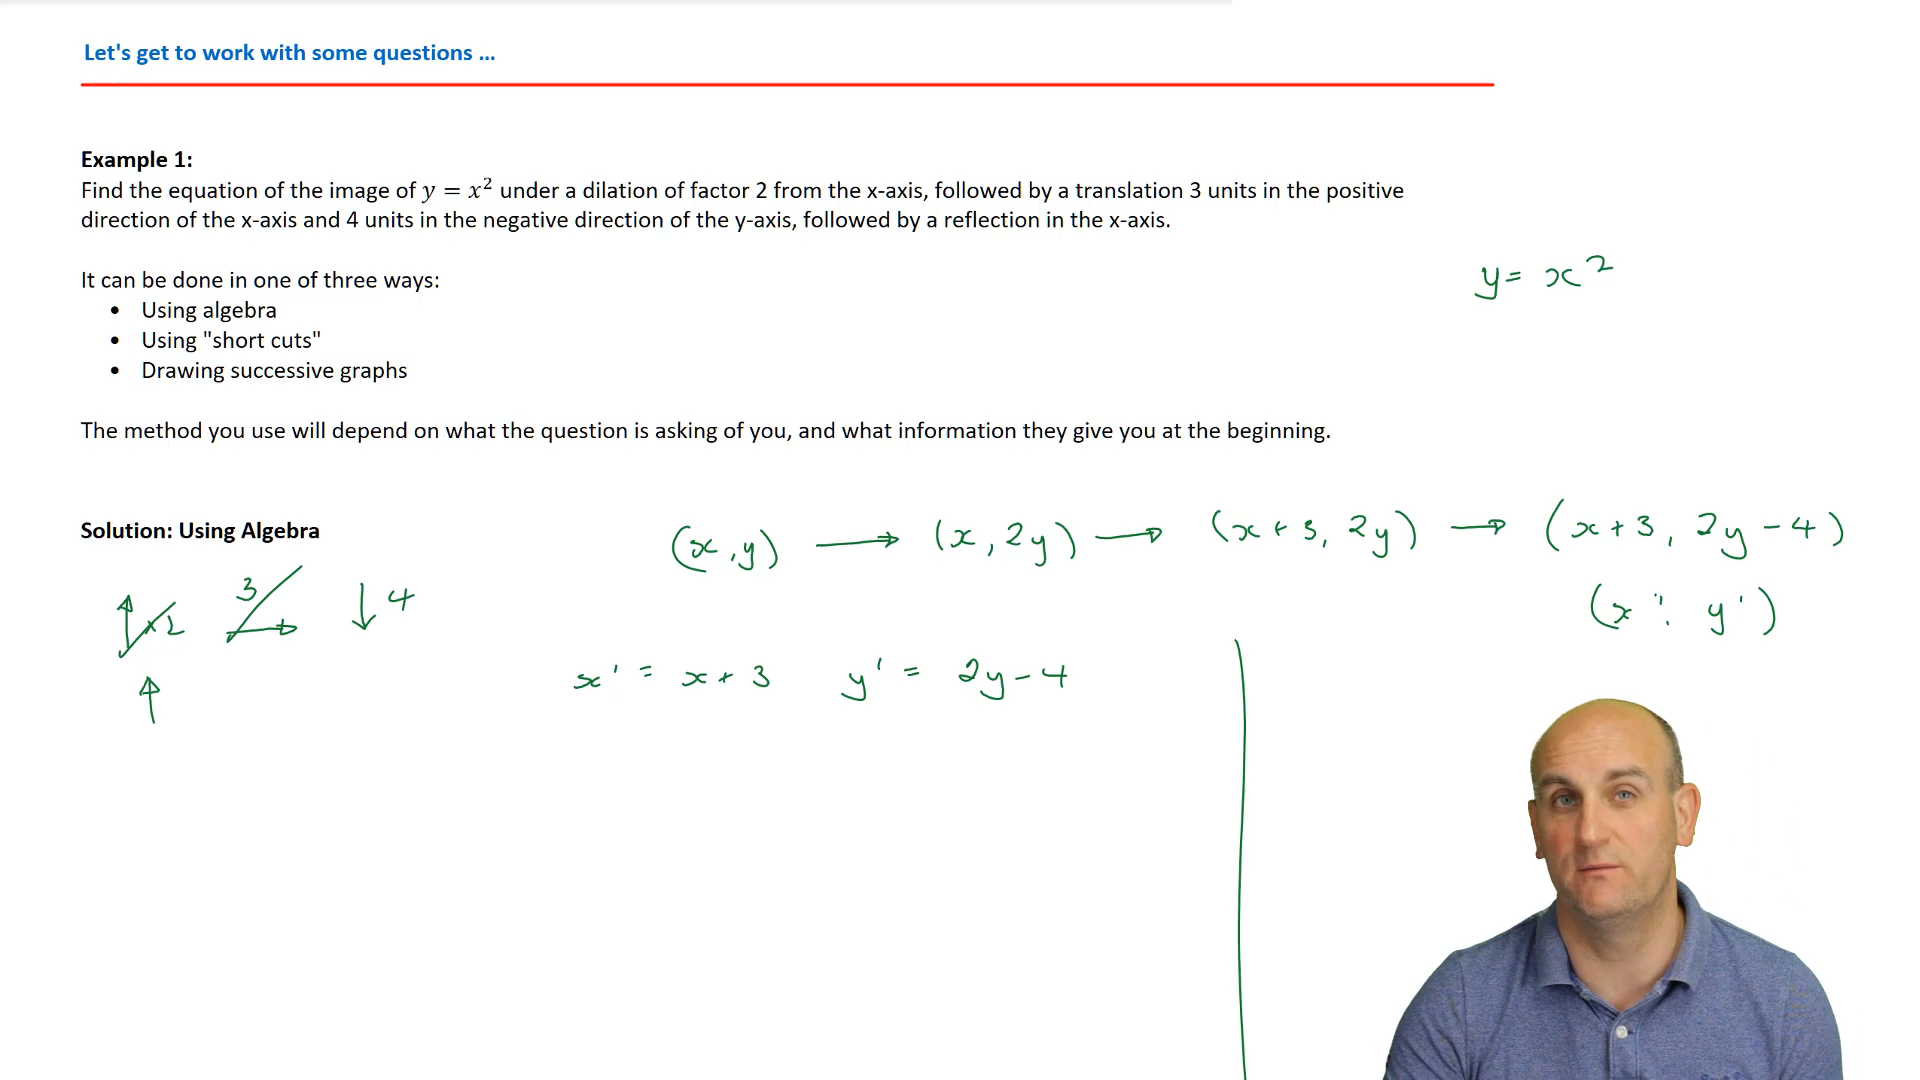 Let's get to work with some questions ...
Example 1:
Find the equation of the image of y = x² under a dilation of factor 2 from the x-axis, followed by a translation 3 units in the positive
direction of the x-axis and 4 units in the negative direction of the y-axis, followed by a reflection in the x-axis.
y = x²
It can be done in one of three ways:
• Using algebra
• Using "short cuts"
• Drawing successive graphs
The method you use will depend on what the question is asking of you, and what information they give you at the beginning.
Solution: Using Algebra
(x, y) → (x, 2y) → (x + 3, 2y) → (x + 3, 2y - 4)
↑ x2 3 → ↓ 4
(x', y')
x' = x + 3 y' = 2y - 4
↑